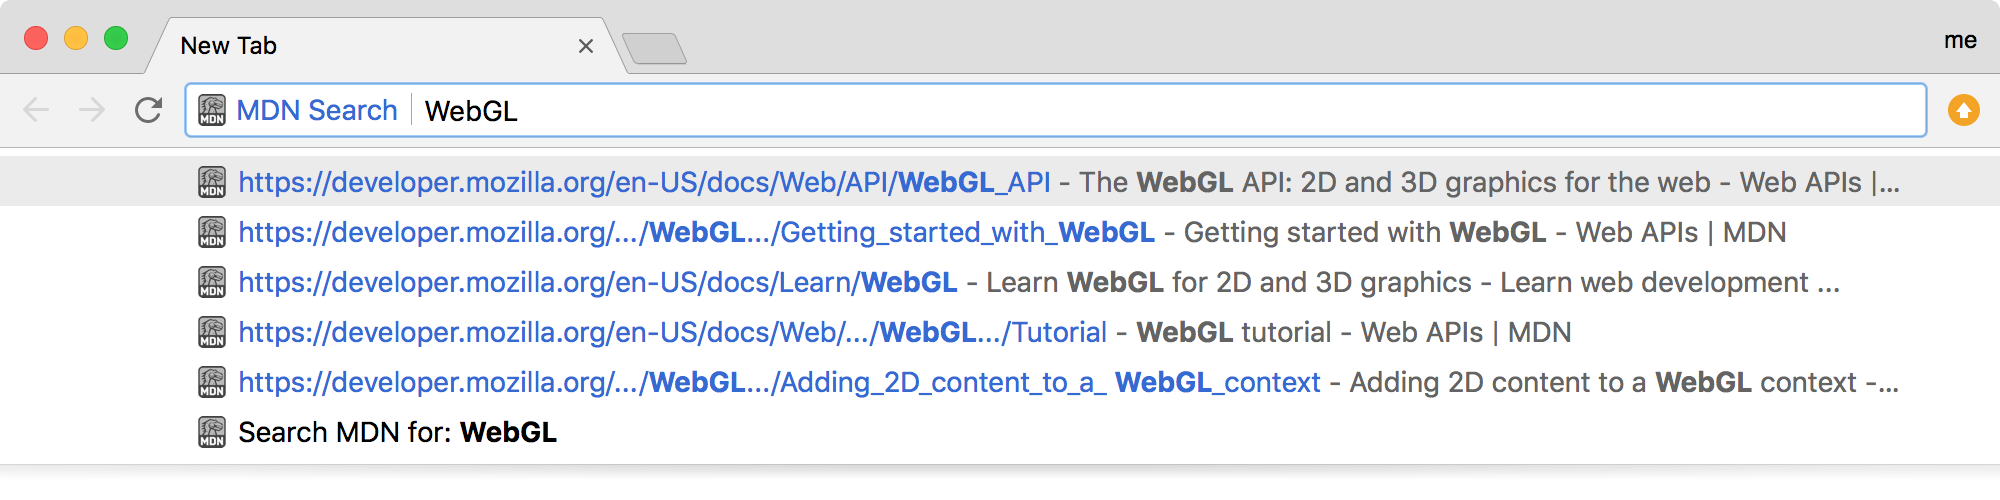 New Tab
me
MDN MDN Search WebGL
MDN https://developer.mozilla.org/en-US/docs/Web/API/WebGL_API - The WebGL API: 2D and 3D graphics for the web - Web APIs |...
MDN https://developer.mozilla.org/.../WebGL.../Getting_started_with_WebGL - Getting started with WebGL - Web APIs | MDN
MDN https://developer.mozilla.org/en-US/docs/Learn/WebGL - Learn WebGL for 2D and 3D graphics - Learn web development ...
MDN https://developer.mozilla.org/en-US/docs/Web/.../WebGL.../Tutorial - WebGL tutorial - Web APIs | MDN
MDN https://developer.mozilla.org/.../WebGL.../Adding_2D_content_to_a_ WebGL_context - Adding 2D content to a WebGL context -...
MDN Search MDN for: WebGL